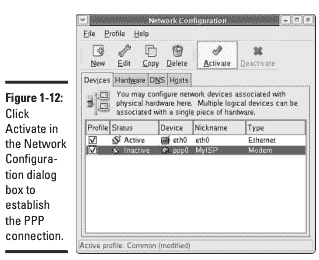 Figure 1-12:
Click
Activate in
the Network
Configura-
tion dialog
box to
establish
the PPP
connection.
Network Configuration
File Profile Help
New Edit Copy Delete Activate Deactivate
Devices Hardware DNS Hosts
You may configure network devices associated with
physical hardware here. Multiple logical devices can be
associated with a single piece of hardware.
Profile Status Device Nickname Type
Active eth0 eth0 Ethernet
Inactive ppp0 MyISP Modem
Active profile: Common (modified)